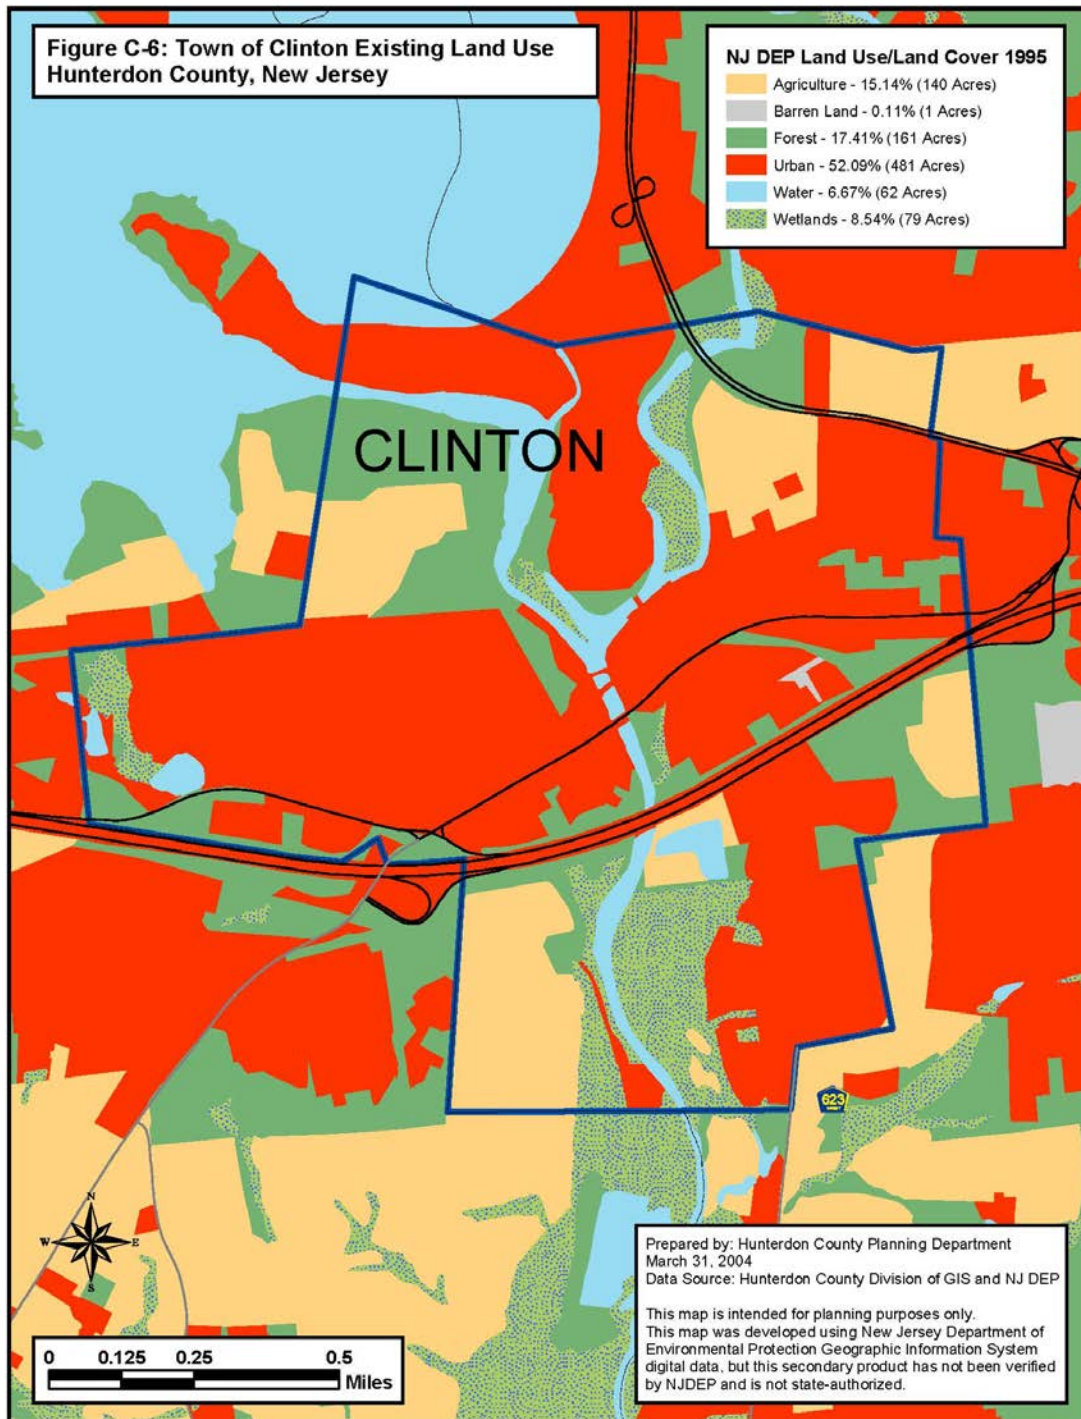 Figure C-6: Town of Clinton Existing Land Use
Hunterdon County, New Jersey
NJ DEP Land Use/Land Cover 1995
Agriculture - 15.14% (140 Acres)
Barren Land - 0.11% (1 Acres)
Forest - 17.41% (161 Acres)
Urban - 52.09% (481 Acres)
Water - 6.67% (62 Acres)
Wetlands - 8.54% (79 Acres)
CLINTON
623
N
W E
S
Prepared by: Hunterdon County Planning Department
March 31, 2004
Data Source: Hunterdon County Division of GIS and NJ DEP
This map is intended for planning purposes only.
This map was developed using New Jersey Department of
Environmental Protection Geographic Information System
digital data, but this secondary product has not been verified
by NJDEP and is not state-authorized.
0 0.125 0.25 0.5
Miles